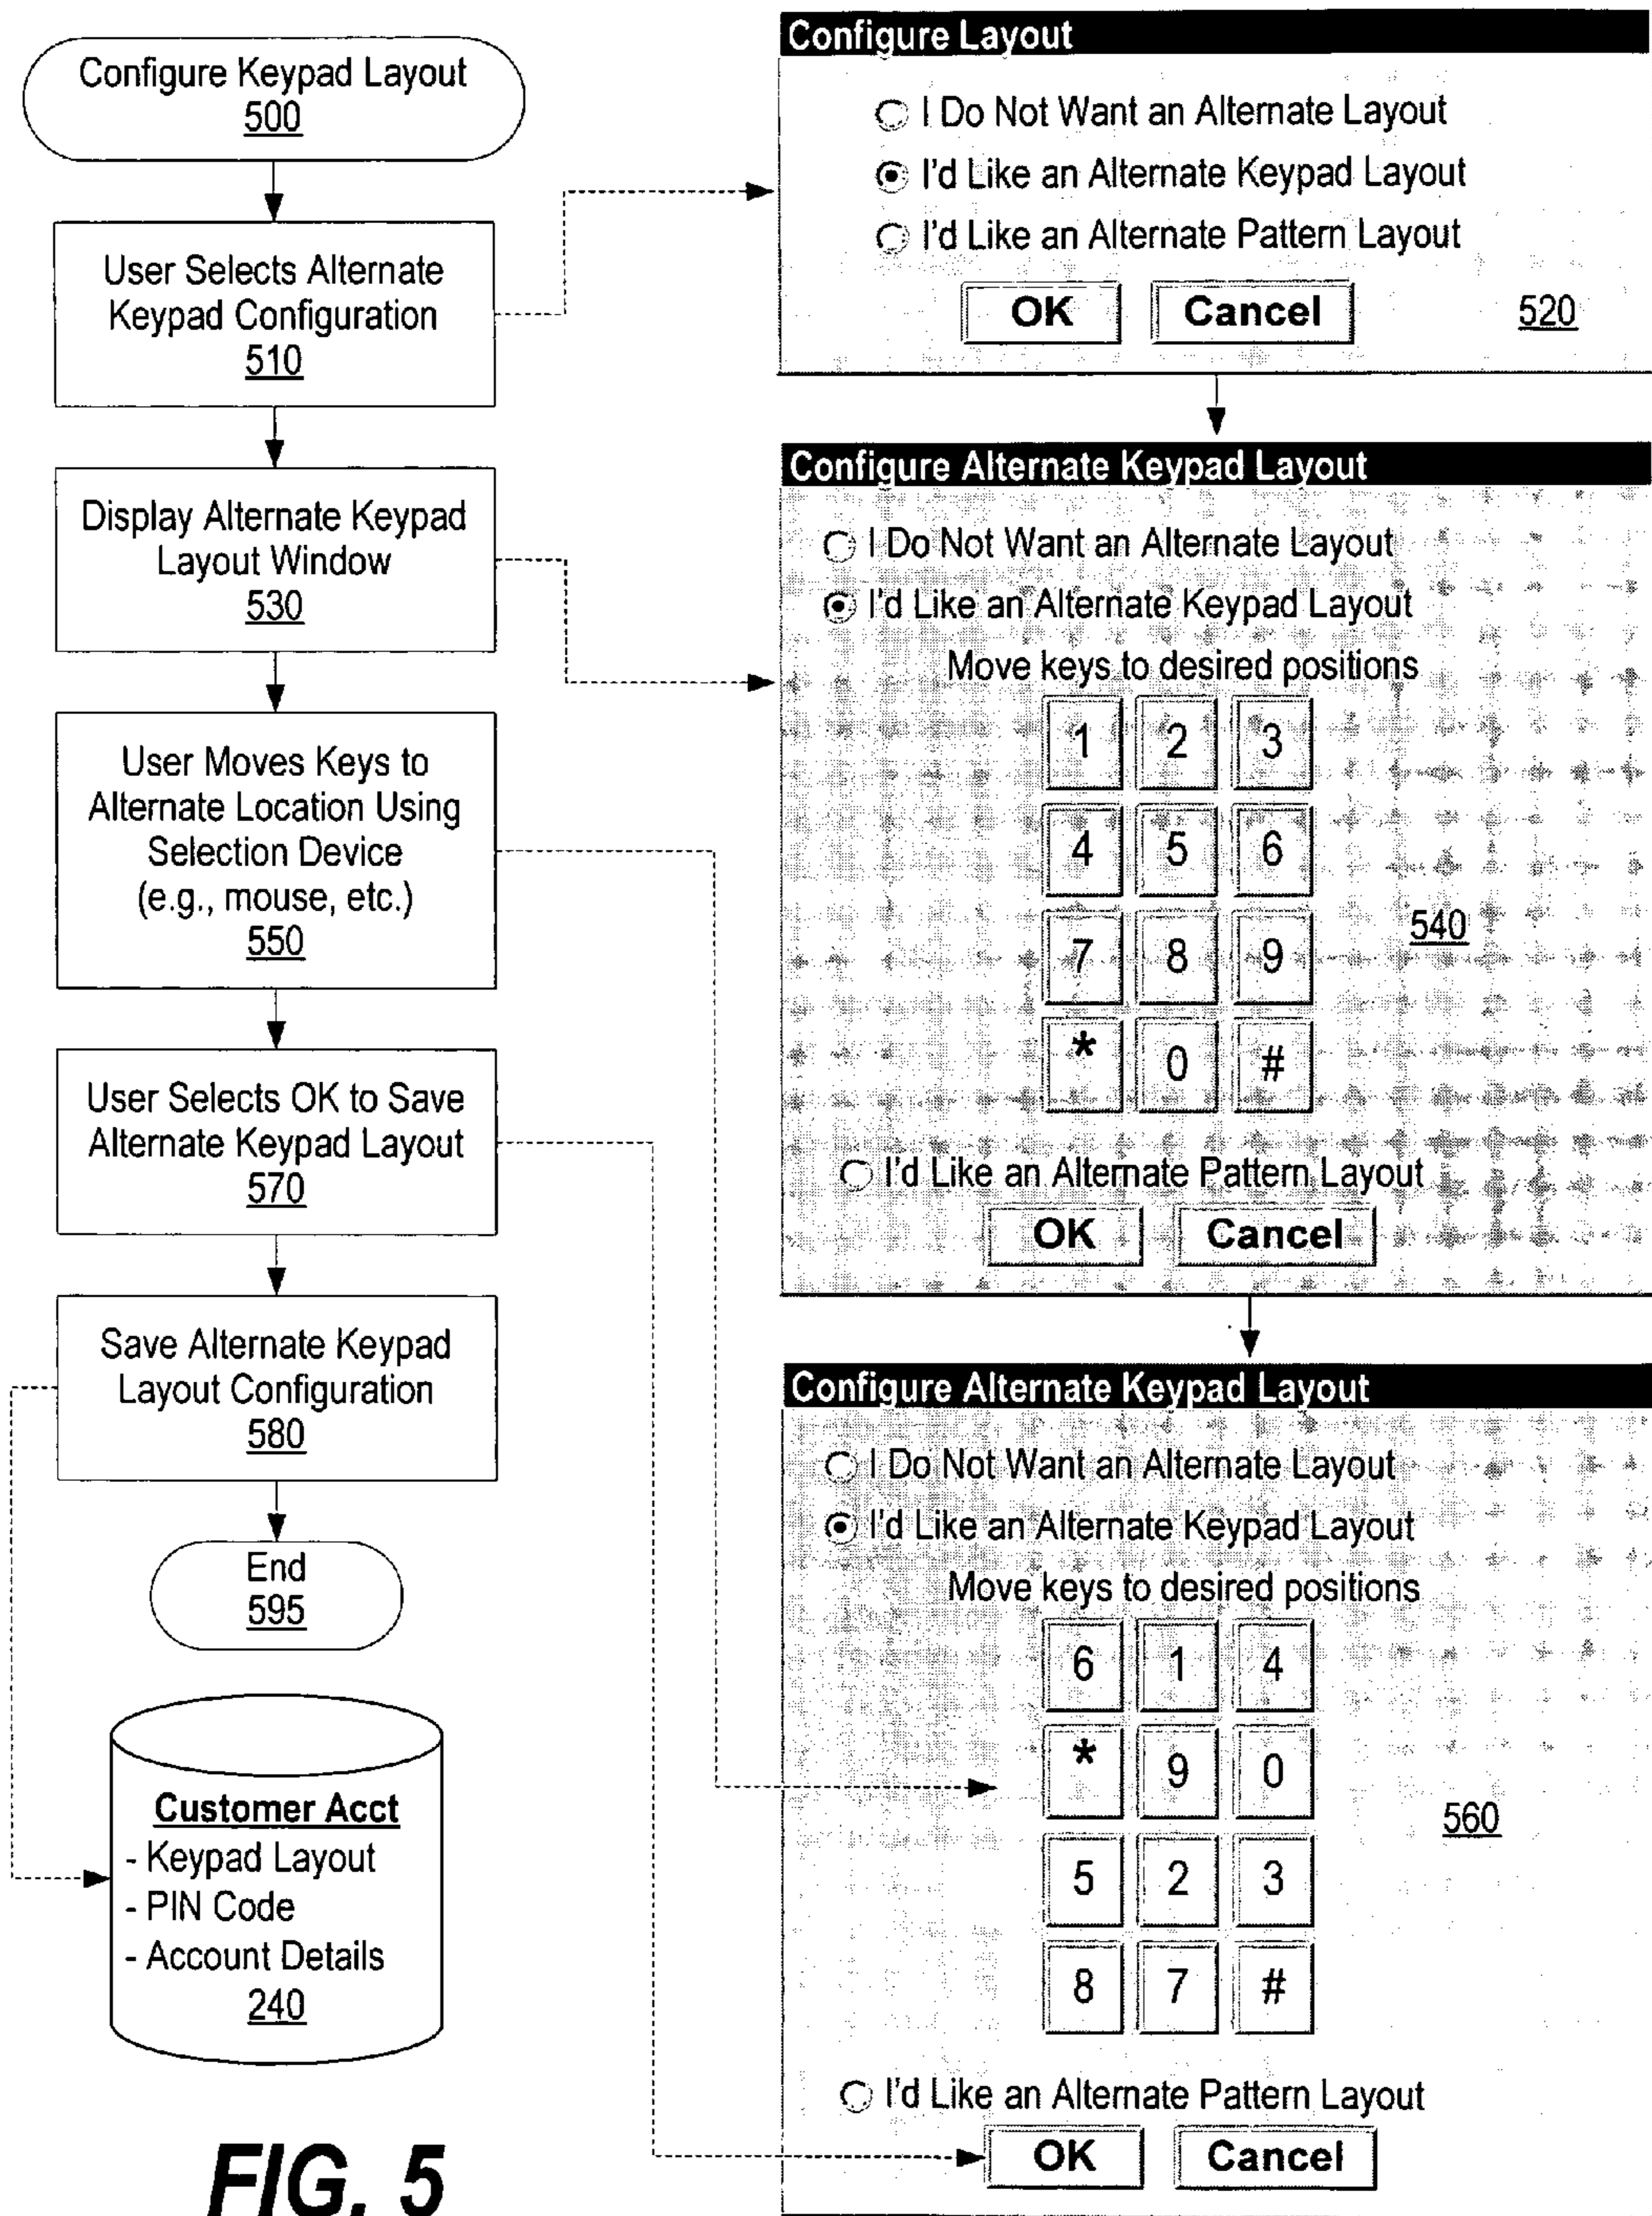 Configure Keypad Layout
500
User Selects Alternate
Keypad Configuration
510
Display Alternate Keypad
Layout Window
530
User Moves Keys to
Alternate Location Using
Selection Device
(e.g., mouse, etc.)
550
User Selects OK to Save
Alternate Keypad Layout
570
Save Alternate Keypad
Layout Configuration
580
End
595
Customer Acct
- Keypad Layout
- PIN Code
- Account Details
240
FIG. 5
Configure Layout
I Do Not Want an Alternate Layout
I'd Like an Alternate Keypad Layout
I'd Like an Alternate Pattern Layout
OK Cancel 520
Configure Alternate Keypad Layout
I Do Not Want an Alternate Layout
I'd Like an Alternate Keypad Layout
Move keys to desired positions
1 2 3
4 5 6
7 8 9
540
* 0 #
I'd Like an Alternate Pattern Layout
OK Cancel
Configure Alternate Keypad Layout
I Do Not Want an Alternate Layout
I'd Like an Alternate Keypad Layout
Move keys to desired positions
6 1 4
* 9 0
560
5 2 3
8 7 #
I'd Like an Alternate Pattern Layout
OK Cancel